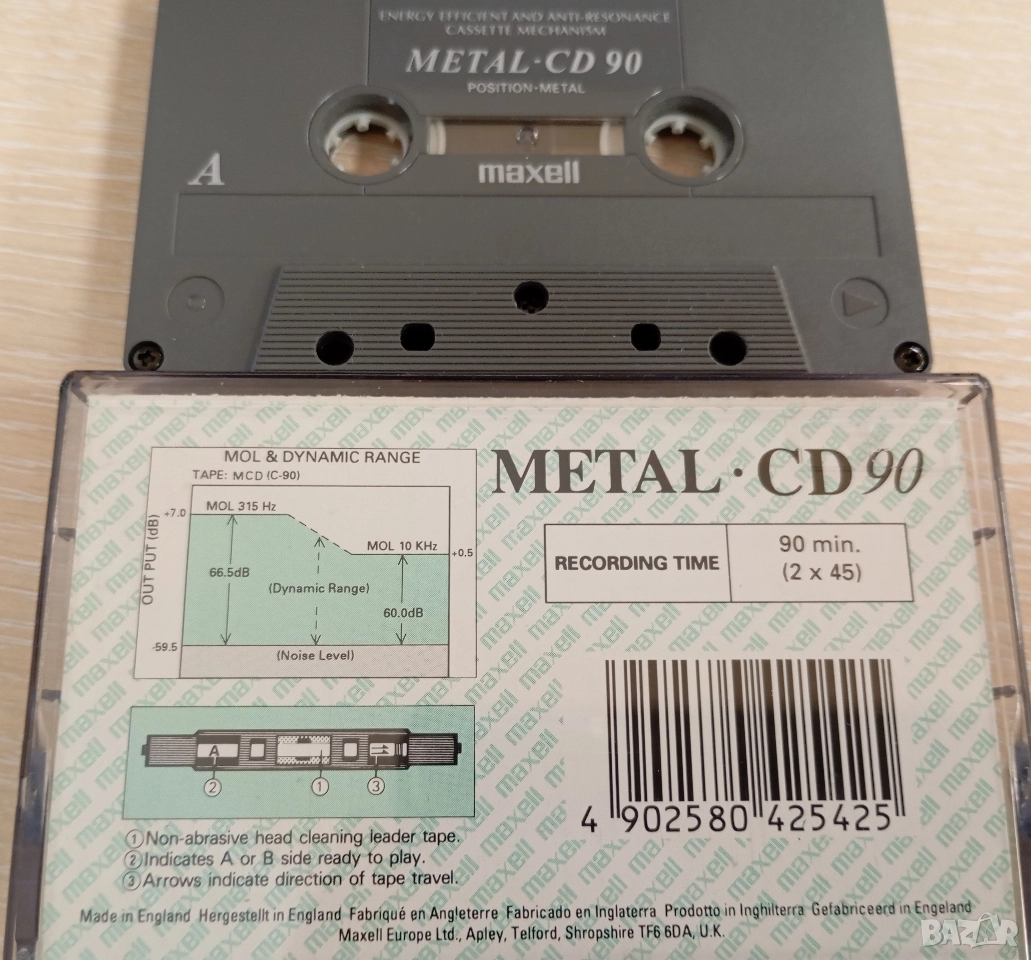 ENERGY EFFICIENT AND ANTI-RESONANCE
CASSETTE MECHANISM
METAL·CD 90
POSITION·METAL
A
maxell
MOL & DYNAMIC RANGE
TAPE: MCD (C-90)
OUT PUT (dB)
+7.0
MOL 315 Hz
MOL 10 KHz
+0.5
66.5dB
(Dynamic Range)
60.0dB
-59.5
(Noise Level)
METAL·CD 90
RECORDING TIME
90 min.
(2 x 45)
A
② ① ③
①Non-abrasive head cleaning leader tape.
②Indicates A or B side ready to play.
③Arrows indicate direction of tape travel.
4 902580 425425
Made in England Hergestellt in England Fabriqué en Angleterre Fabricado en Inglaterra Prodotto in Inghilterra Gefabriceerd in Engeland
Maxell Europe Ltd., Apley, Telford, Shropshire TF6 6DA, U.K.
BAZAR